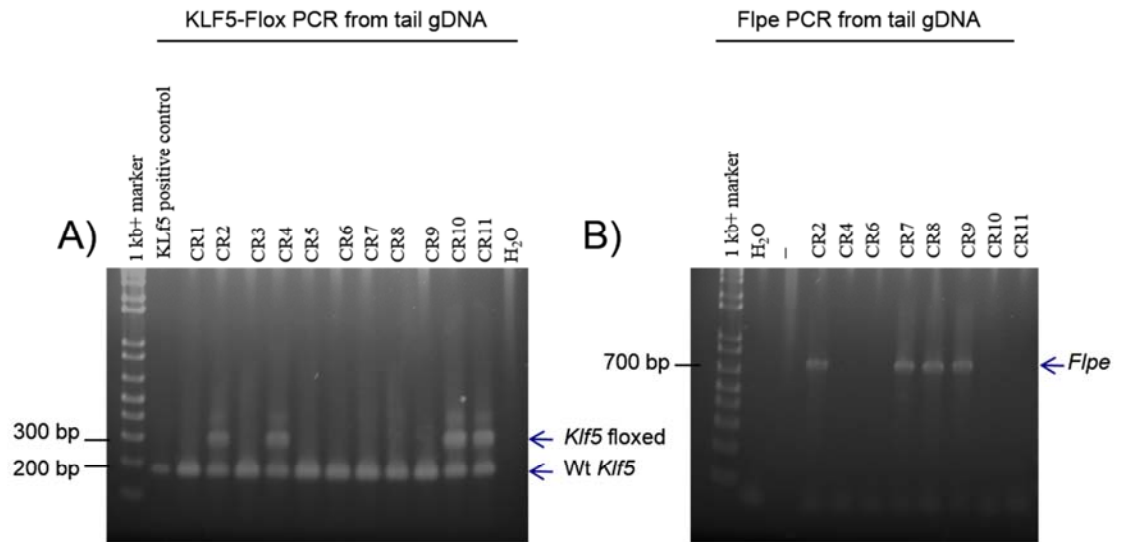 KLF5-Flox PCR from tail gDNA
Flpe PCR from tail gDNA
A)
1 kb+ marker
KLf5 positive control
CR1
CR2
CR3
CR4
CR5
CR6
CR7
CR8
CR9
CR10
CR11
H₂O
300 bp
200 bp
Klf5 floxed
Wt Klf5
B)
1 kb+ marker
H₂O
–
CR2
CR4
CR6
CR7
CR8
CR9
CR10
CR11
700 bp
Flpe